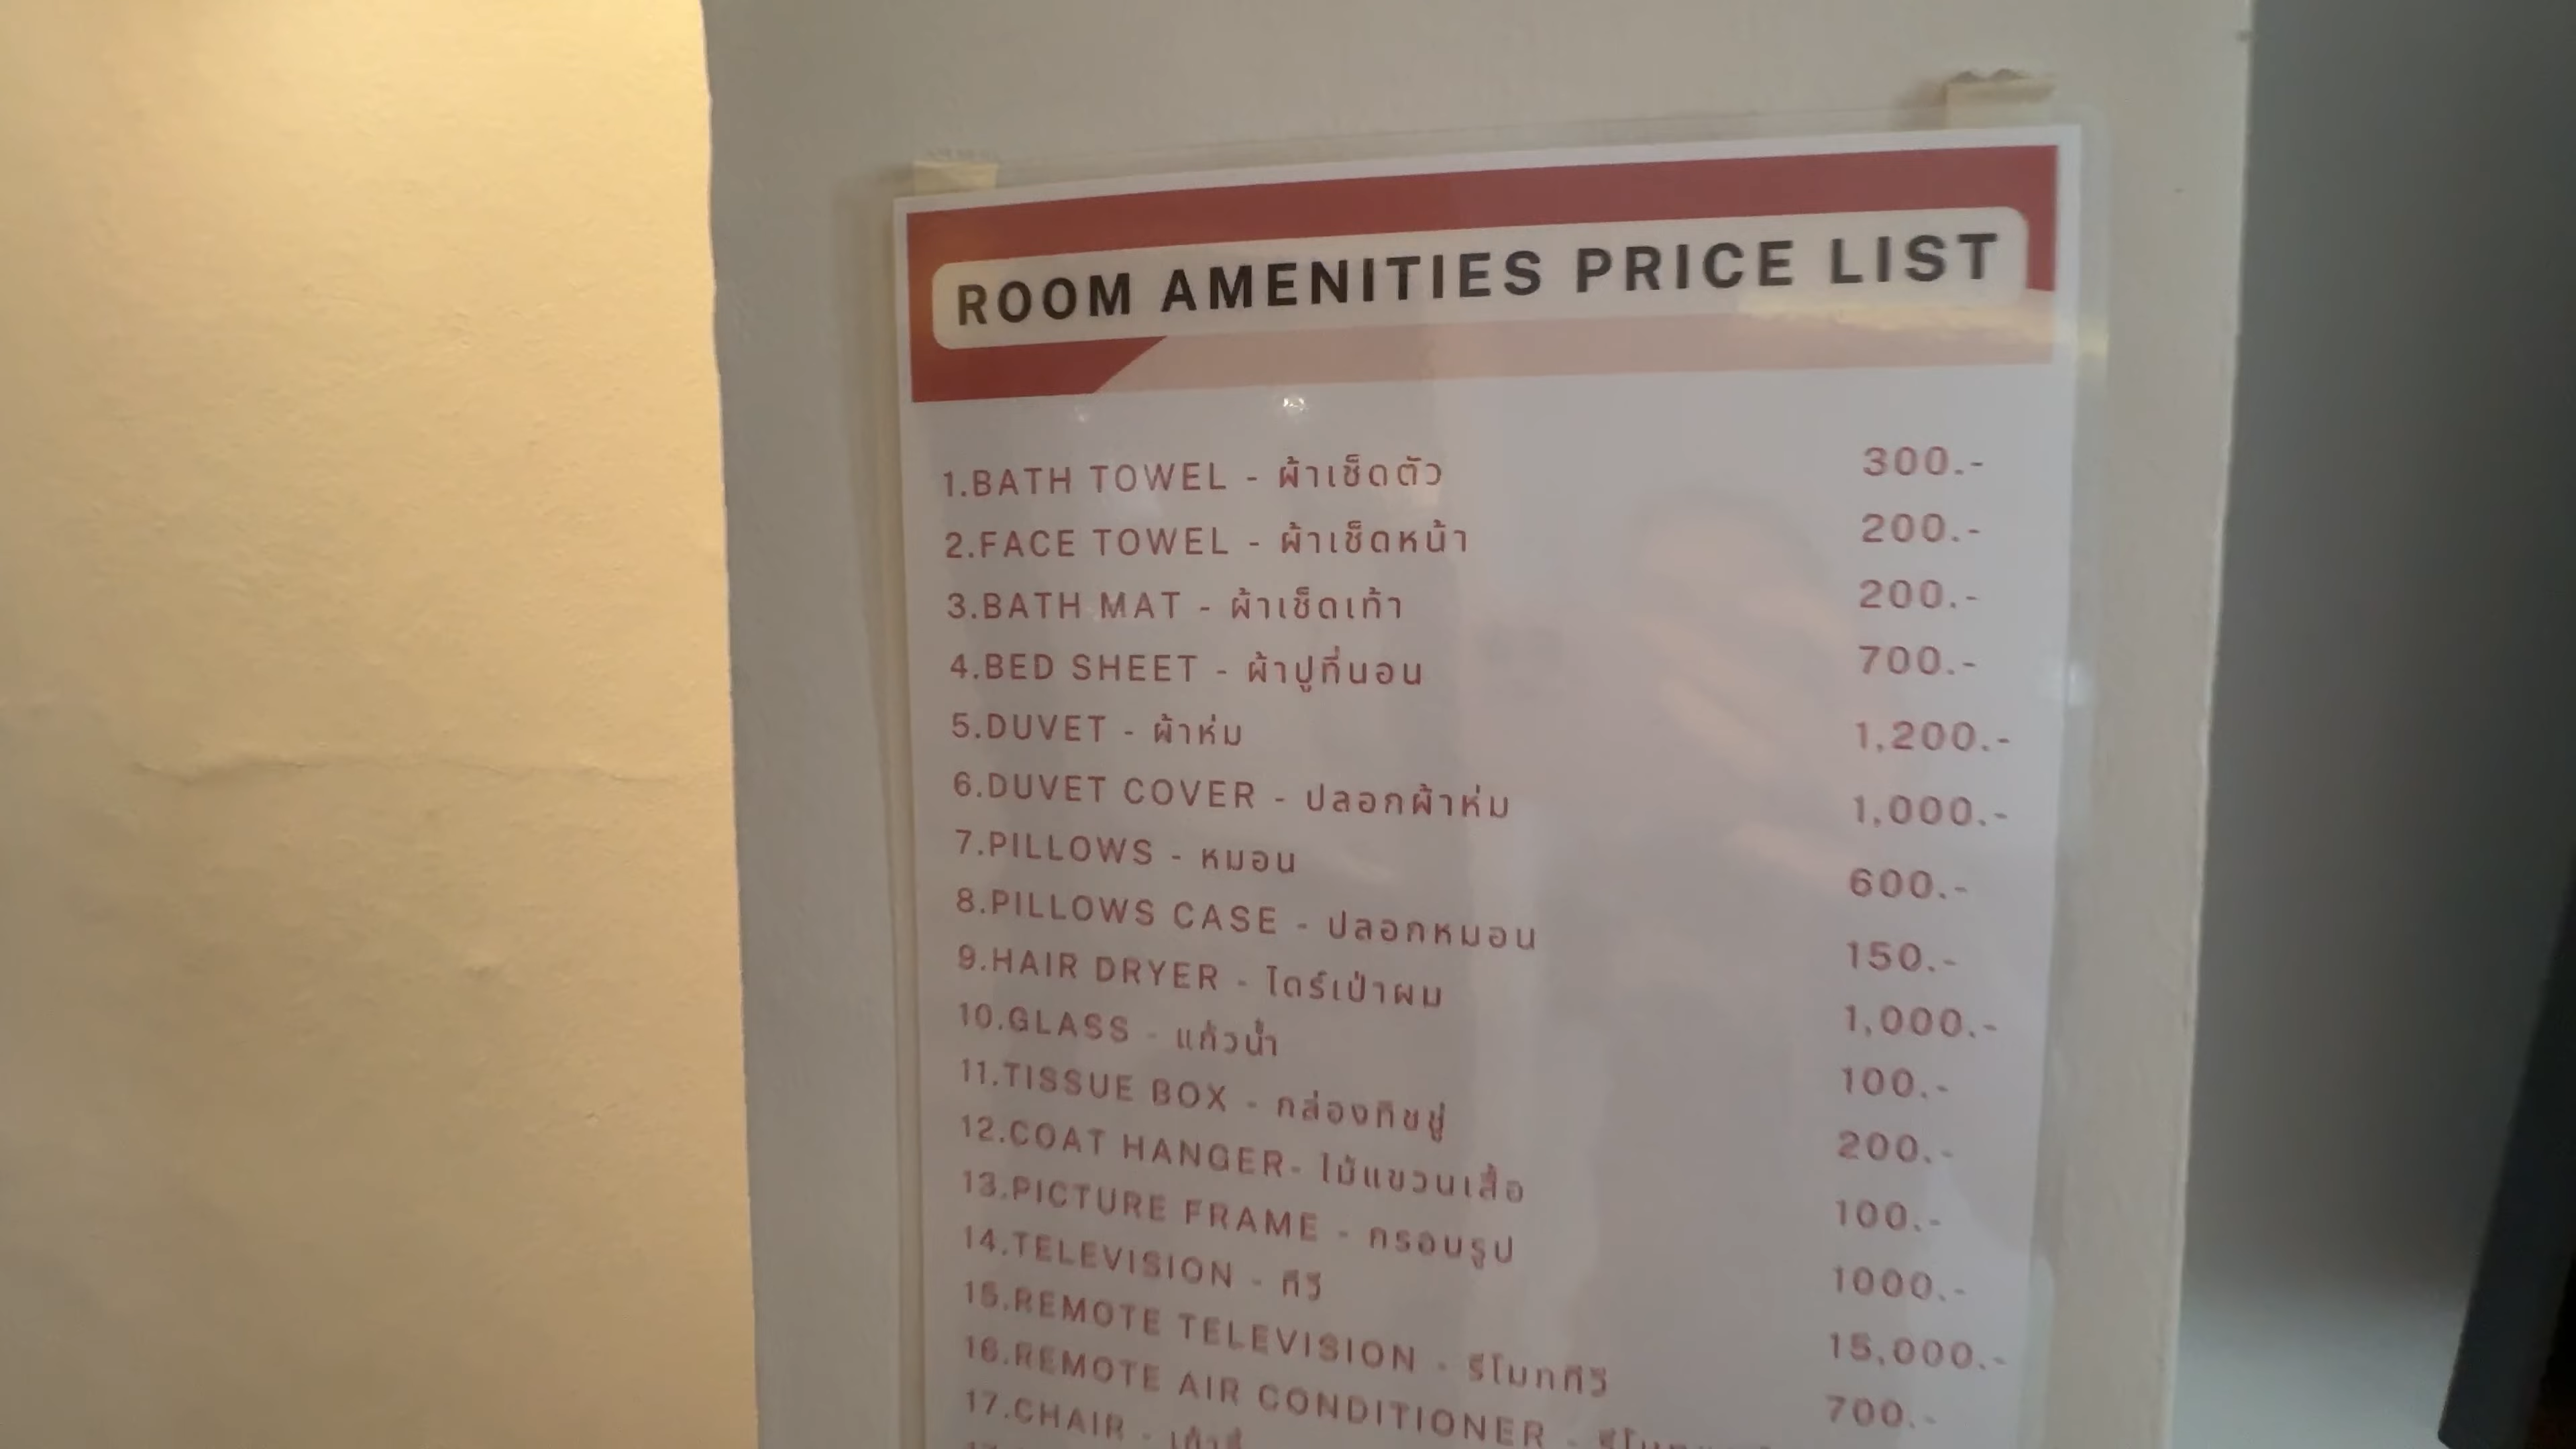 ROOM AMENITIES PRICE LIST
1.BATH TOWEL - ผ้าเช็ดตัว 300.-
2.FACE TOWEL - ผ้าเช็ดหน้า 200.-
3.BATH MAT - ผ้าเช็ดเท้า 200.-
4.BED SHEET - ผ้าปูที่นอน 700.-
5.DUVET - ผ้าห่ม 1,200.-
6.DUVET COVER - ปลอกผ้าห่ม 1,000.-
7.PILLOWS - หมอน 600.-
8.PILLOWS CASE - ปลอกหมอน 150.-
9.HAIR DRYER - ไดร์เป่าผม 1,000.-
10.GLASS - แก้วน้ำ 100.-
11.TISSUE BOX - กล่องทิชชู่ 200.-
12.COAT HANGER- ไม้แขวนเสื้อ 100.-
13.PICTURE FRAME - กรอบรูป 1000.-
14.TELEVISION - ทีวี 15,000.-
15.REMOTE TELEVISION - รีโมททีวี 700.-
16.REMOTE AIR CONDITIONER -
17.CHAIR -